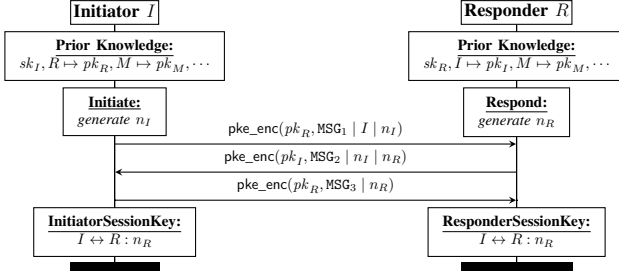 Initiator I
Responder R
Prior Knowledge:
sk_I, R ↦ pk_R, M ↦ pk_M, ···
Prior Knowledge:
sk_R, I ↦ pk_I, M ↦ pk_M, ···
Initiate:
generate n_I
Respond:
generate n_R
pke_enc(pk_R, MSG_1 | I | n_I)
pke_enc(pk_I, MSG_2 | n_I | n_R)
pke_enc(pk_R, MSG_3 | n_R)
InitiatorSessionKey:
I ↔ R : n_R
ResponderSessionKey:
I ↔ R : n_R